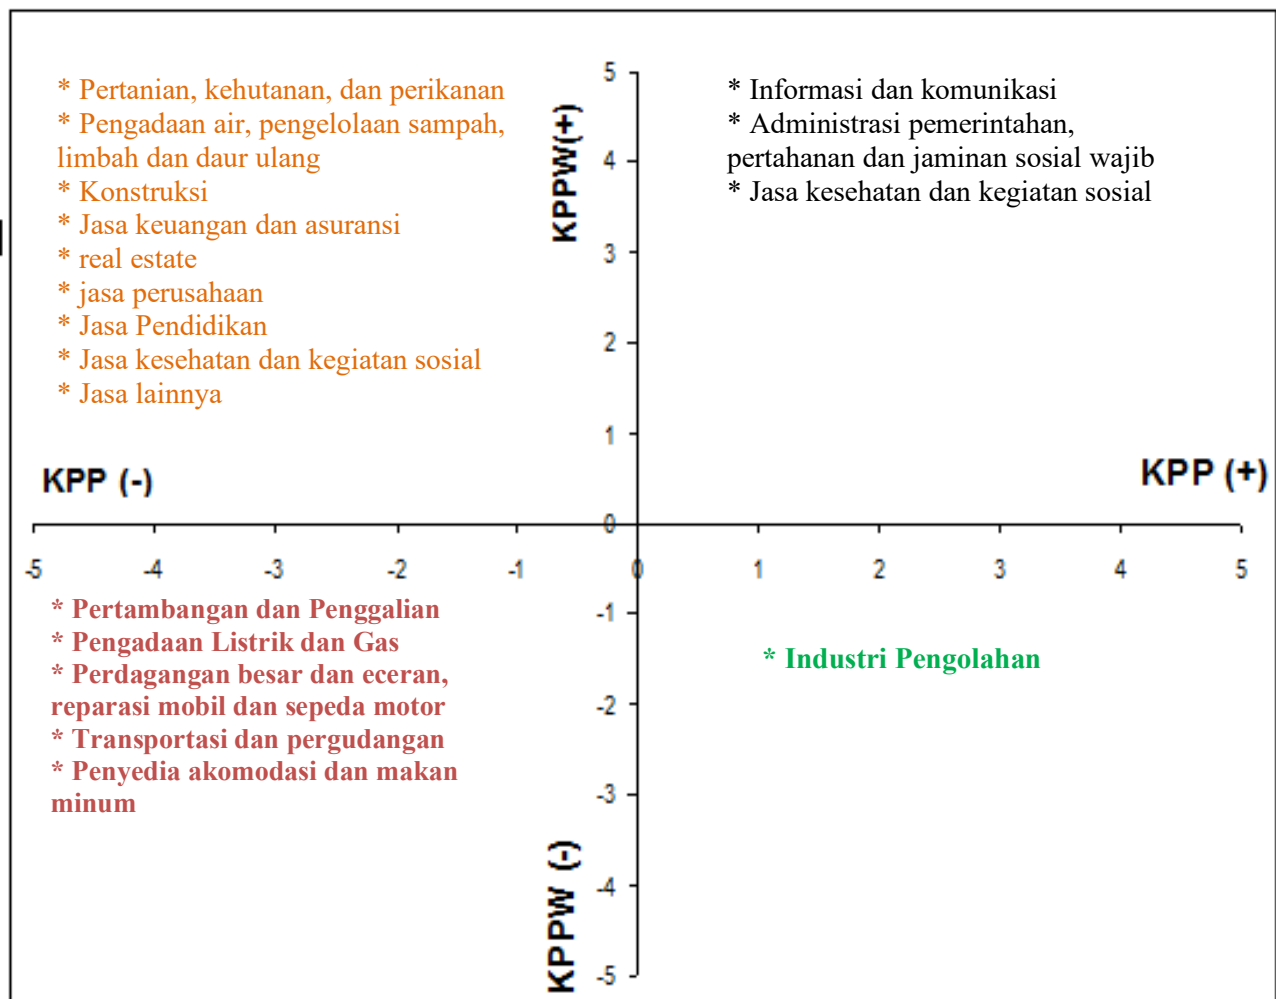 * Pertanian, kehutanan, dan perikanan
* Pengadaan air, pengelolaan sampah,
limbah dan daur ulang
* Konstruksi
* Jasa keuangan dan asuransi
* real estate
* jasa perusahaan
* Jasa Pendidikan
* Jasa kesehatan dan kegiatan sosial
* Jasa lainnya
KPPW(+)
5
4
3
2
1
0
* Informasi dan komunikasi
* Administrasi pemerintahan,
pertahanan dan jaminan sosial wajib
* Jasa kesehatan dan kegiatan sosial
KPP (-)
KPP (+)
-5 -4 -3 -2 -1 0 1 2 3 4 5
* Pertambangan dan Penggalian
* Pengadaan Listrik dan Gas
* Perdagangan besar dan eceran,
reparasi mobil dan sepeda motor
* Transportasi dan pergudangan
* Penyedia akomodasi dan makan
minum
-1
-2
-3
-4
-5
KPPW (-)
* Industri Pengolahan